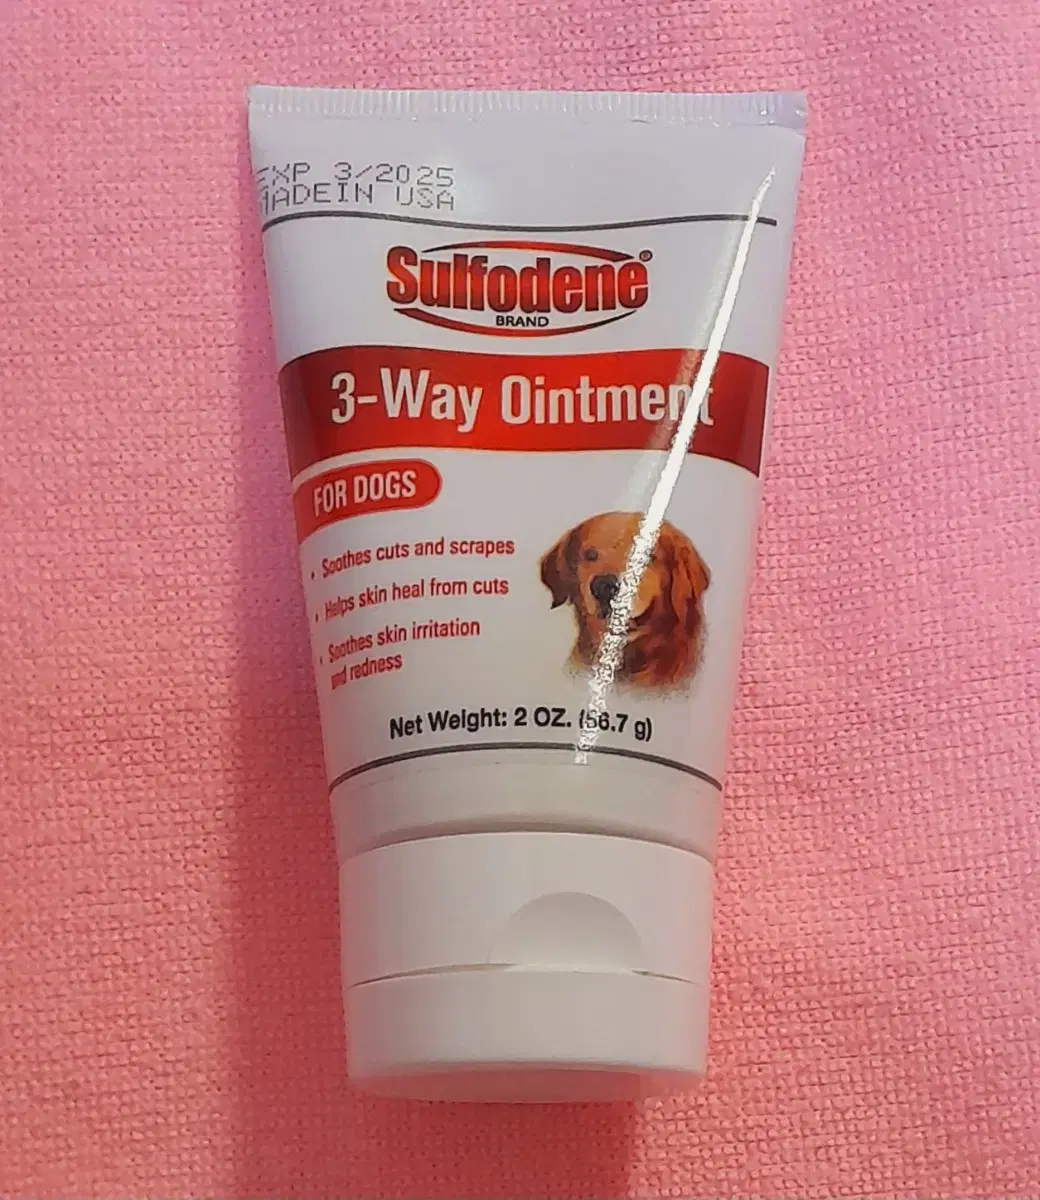 EXP 3/2025
MADEIN USA
Sulfodene®
BRAND
3-Way Ointment
FOR DOGS
• Soothes cuts and scrapes
• Helps skin heal from cuts
• Soothes skin irritation
and redness
Net Weight: 2 OZ. (56.7 g)